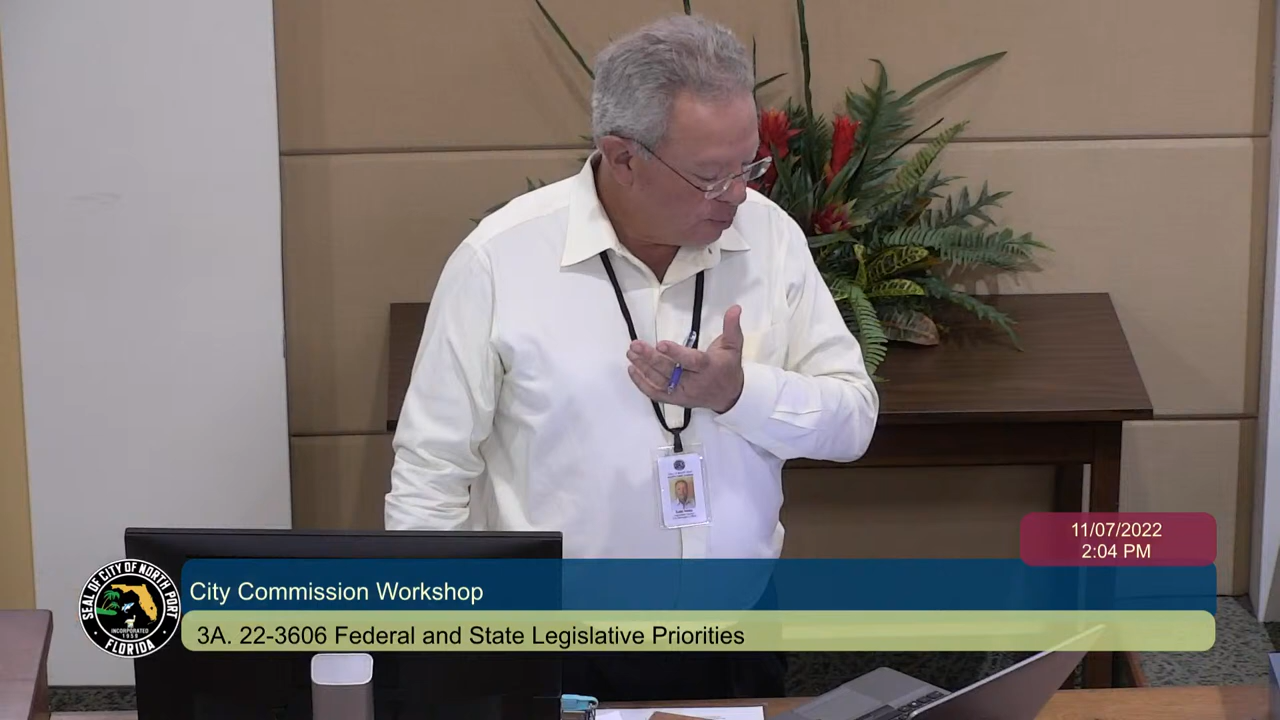 11/07/2022
2:04 PM
City Commission Workshop
3A. 22-3606 Federal and State Legislative Priorities
SEAL OF CITY OF NORTH PORT
INCORPORATED
1959
FLORIDA